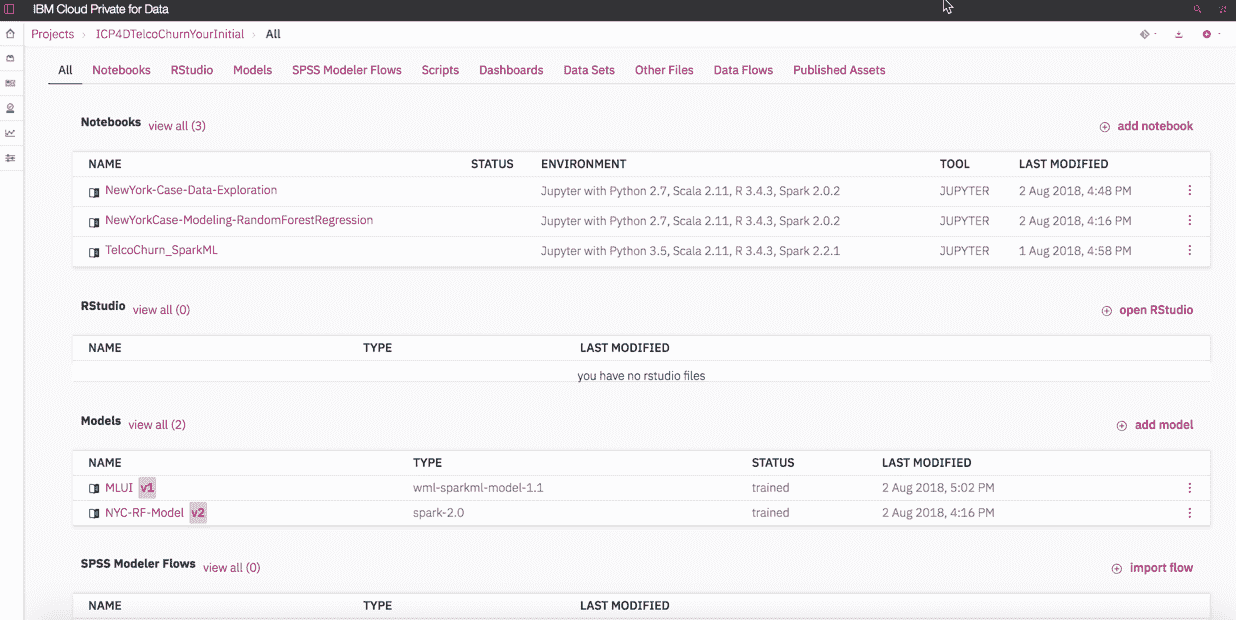 IBM Cloud Private for Data
Projects › ICP4DTelcoChurnYourInitial › All
All Notebooks RStudio Models SPSS Modeler Flows Scripts Dashboards Data Sets Other Files Data Flows Published Assets
Notebooks view all (3) add notebook
NAME STATUS ENVIRONMENT TOOL LAST MODIFIED
NewYork-Case-Data-Exploration Jupyter with Python 2.7, Scala 2.11, R 3.4.3, Spark 2.0.2 JUPYTER 2 Aug 2018, 4:48 PM
NewYorkCase-Modeling-RandomForestRegression Jupyter with Python 2.7, Scala 2.11, R 3.4.3, Spark 2.0.2 JUPYTER 2 Aug 2018, 4:16 PM
TelcoChurn_SparkML Jupyter with Python 3.5, Scala 2.11, R 3.4.3, Spark 2.2.1 JUPYTER 1 Aug 2018, 4:58 PM
RStudio view all (0) open RStudio
NAME TYPE LAST MODIFIED
you have no rstudio files
Models view all (2) add model
NAME TYPE STATUS LAST MODIFIED
MLUI v1 wml-sparkml-model-1.1 trained 2 Aug 2018, 5:02 PM
NYC-RF-Model v2 spark-2.0 trained 2 Aug 2018, 4:16 PM
SPSS Modeler Flows view all (0) import flow
NAME TYPE LAST MODIFIED